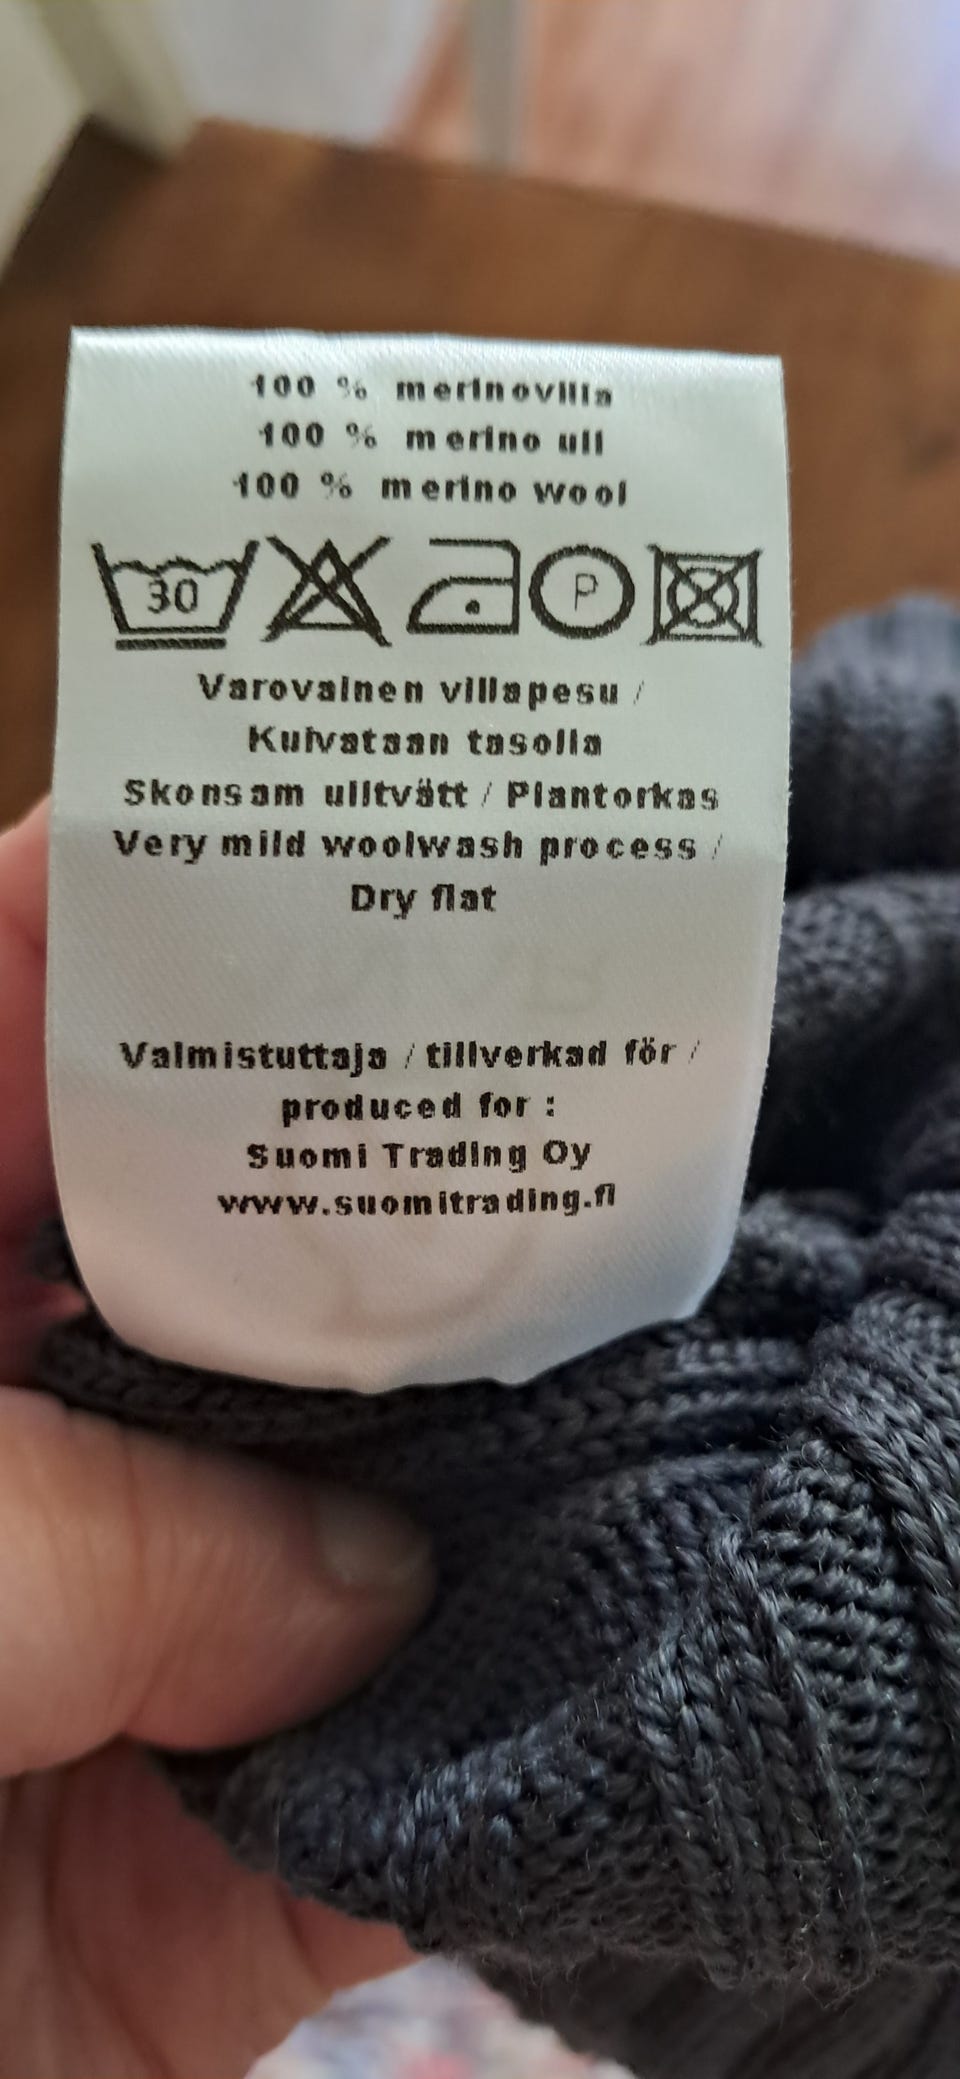 100 % merinovilla
100 % merino ull
100 % merino wool
30 P
Varovainen villapesu /
Kuivataan tasolla
Skonsam ulltvätt / Plantorkas
Very mild woolwash process /
Dry flat
Valmistuttaja / tillverkad för /
produced for :
Suomi Trading Oy
www.suomitrading.fi